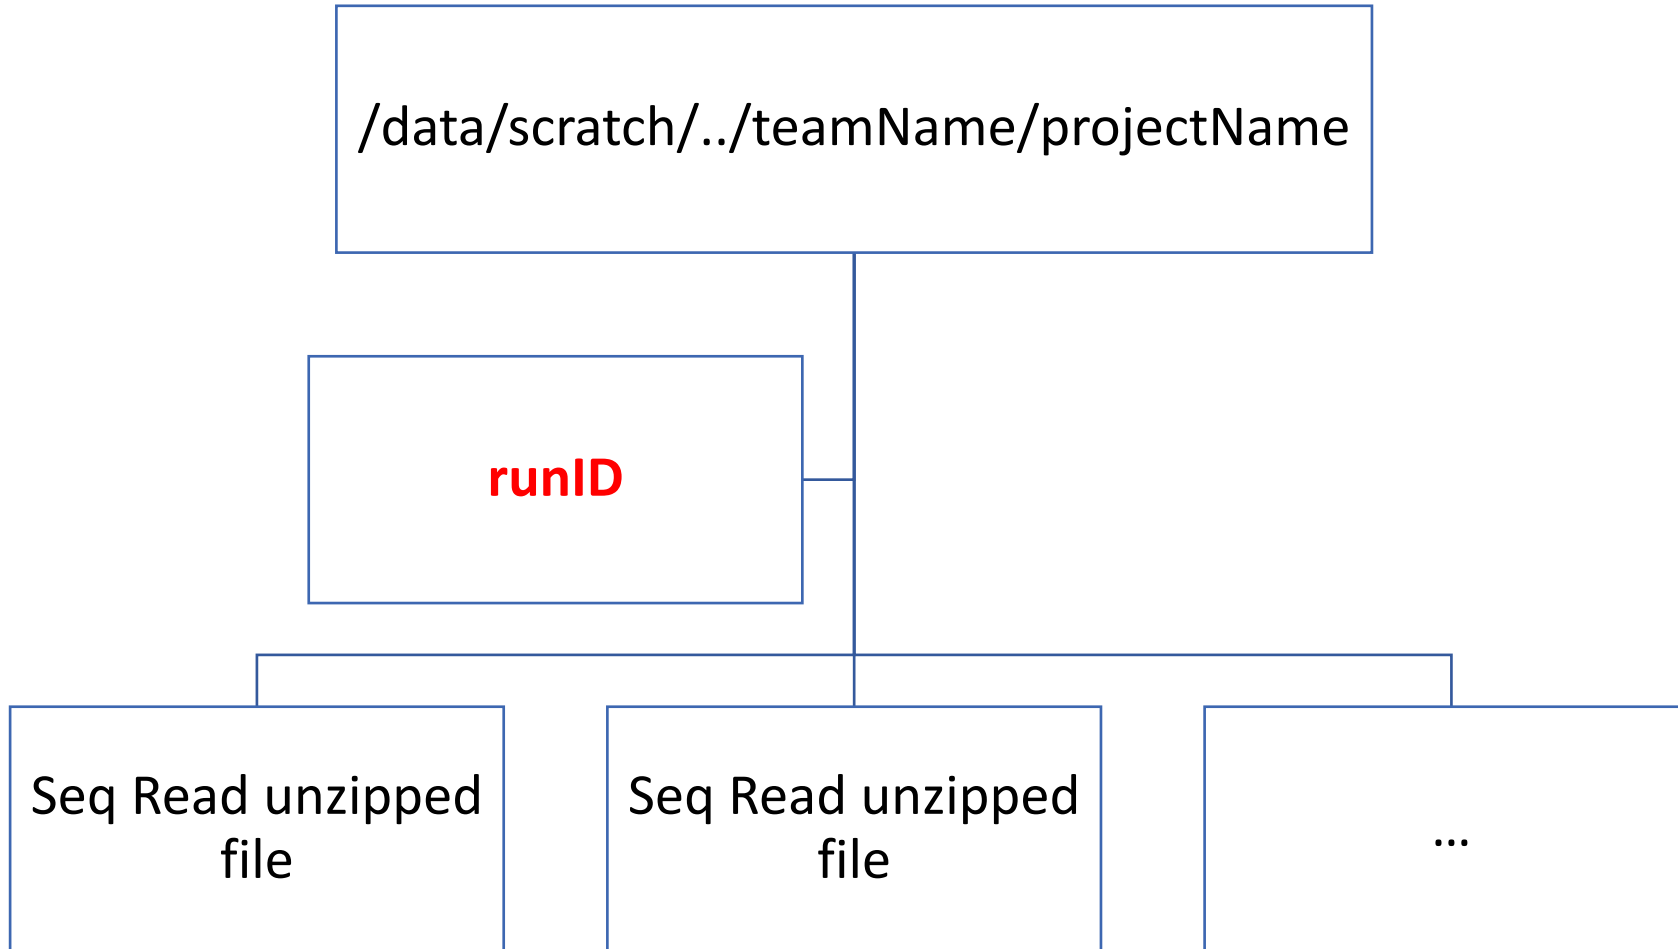 /data/scratch/../teamName/projectName
runID
Seq Read unzipped
file
Seq Read unzipped
file
...